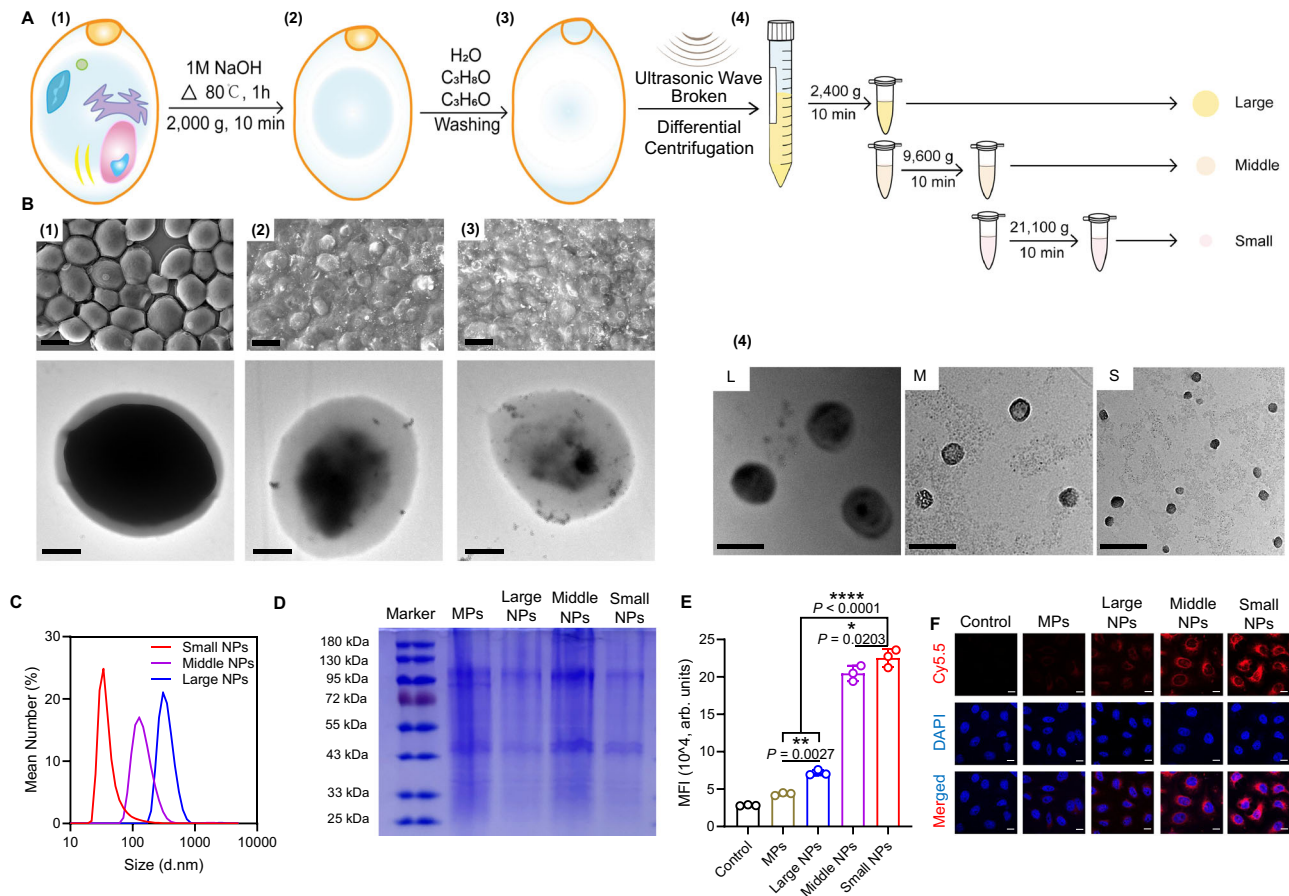 A
(1)
(2)
(3)
(4)
1M NaOH
△ 80℃, 1h
2,000 g, 10 min
H₂O
C₃H₈O
C₃H₆O
Washing
Ultrasonic Wave
Broken
Differential
Centrifugation
2,400 g
10 min
Large
9,600 g
10 min
Middle
21,100 g
10 min
Small
B
(1)
(2)
(3)
(4)
L
M
S
C
Mean Number (%)
30
20
10
0
Small NPs
Middle NPs
Large NPs
10
100
1000
10000
Size (d.nm)
D
Marker
MPs
Large
NPs
Middle
NPs
Small
NPs
180 kDa
130 kDa
95 kDa
72 kDa
55 kDa
43 kDa
33 kDa
25 kDa
E
MFI (10^4, arb. units)
25
20
15
10
5
0
****
P < 0.0001
*
P = 0.0203
**
P = 0.0027
Control
MPs
Large NPs
Middle NPs
Small NPs
F
Control
MPs
Large
NPs
Middle
NPs
Small
NPs
Cy5.5
DAPI
Merged